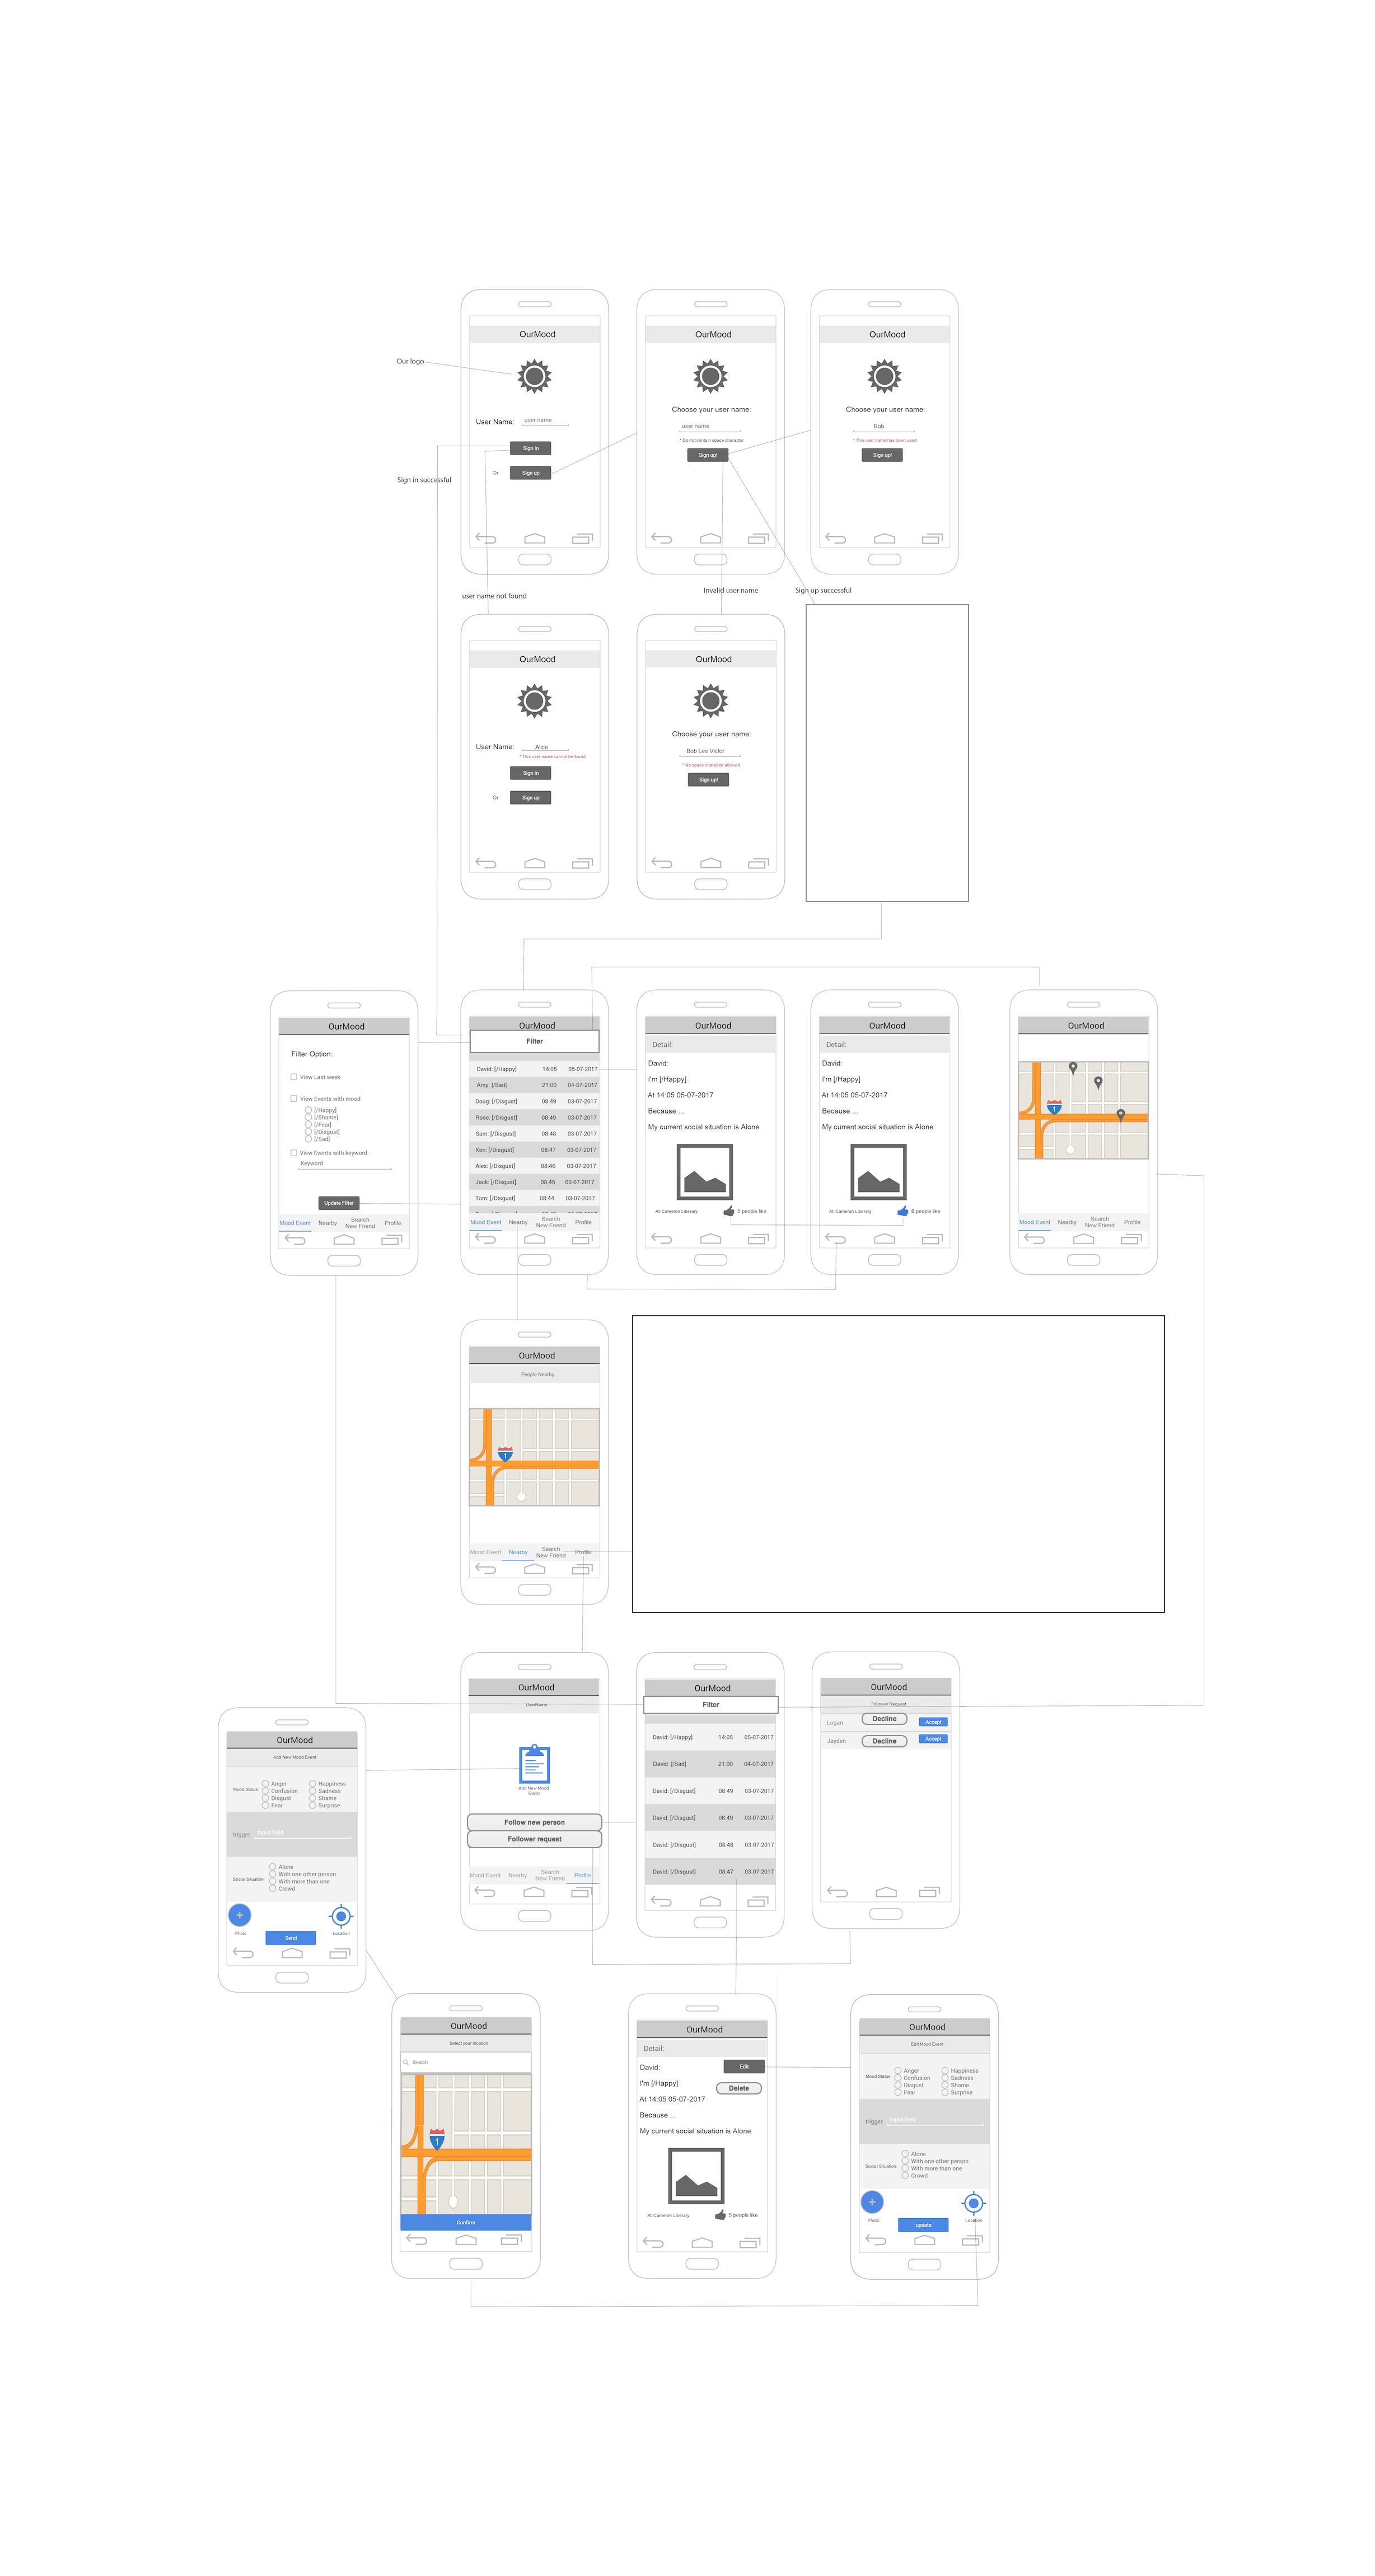 OurMood
OurMood
OurMood
Our logo
User Name: user name
Sign in
Or Sign up
Sign in successful
Choose your user name:
user name
* Do not contain space character
Sign up!
Choose your user name:
Bob
* This user name has been used
Sign up!
user name not found
Invalid user name
Sign up successful
OurMood
User Name: Alice
* This user name cannot be found
Sign in
Or Sign up
OurMood
Choose your user name:
Bob Lee Victor
* No space character allowed
Sign up!
OurMood
Filter Option:
View Last week
View Events with mood
[/Happy]
[/Shame]
[/Fear]
[/Disgust]
[/Sad]
View Events with keyword:
Keyword
Update Filter
Mood Event Nearby Search New Friend Profile
OurMood
Filter
David: [/Happy] 14:05 05-07-2017
Amy: [/Sad] 21:00 04-07-2017
Doug: [/Disgust] 08:49 03-07-2017
Rose: [/Disgust] 08:49 03-07-2017
Sam: [/Disgust] 08:48 03-07-2017
Ken: [/Disgust] 08:47 03-07-2017
Alex: [/Disgust] 08:46 03-07-2017
Jack: [/Disgust] 08:45 03-07-2017
Tom: [/Disgust] 08:44 03-07-2017
Mood Event Nearby Search New Friend Profile
OurMood
Detail:
David:
I'm [/Happy]
At 14:05 05-07-2017
Because ...
My current social situation is Alone
At Cameron Literary 5 people like
OurMood
Detail:
David:
I'm [/Happy]
At 14:05 05-07-2017
Because ...
My current social situation is Alone
At Cameron Literary 6 people like
OurMood
1
Mood Event Nearby Search New Friend Profile
OurMood
People Nearby
1
Mood Event Nearby Search New Friend Profile
OurMood
UserName
Add New Mood
Event
Follow new person
Follower request
Mood Event Nearby Search New Friend Profile
OurMood
Filter
David: [/Happy] 14:05 05-07-2017
David: [/Sad] 21:00 04-07-2017
David: [/Disgust] 08:49 03-07-2017
David: [/Disgust] 08:49 03-07-2017
David: [/Disgust] 08:48 03-07-2017
David: [/Disgust] 08:47 03-07-2017
OurMood
Follower Request
Logan Decline Accept
Jayden Decline Accept
OurMood
Add New Mood Event
Mood Status
Anger Happiness
Confusion Sadness
Disgust Shame
Fear Surprise
trigger Input field
Social Situation
Alone
With one other person
With more than one
Crowd
Photo
Send
Location
OurMood
Select your location
Search
1
Confirm
OurMood
Detail:
David: Edit
I'm [/Happy] Delete
At 14:05 05-07-2017
Because ...
My current social situation is Alone
At Cameron Literary 5 people like
OurMood
Edit Mood Event
Mood Status
Anger Happiness
Confusion Sadness
Disgust Shame
Fear Surprise
trigger Input field
Social Situation
Alone
With one other person
With more than one
Crowd
Photo
update
Location